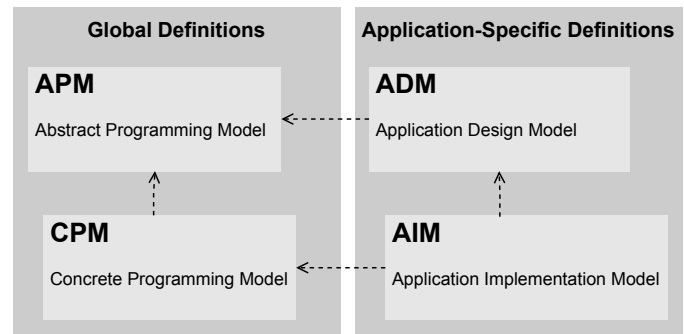 Global Definitions
APM
Abstract Programming Model
CPM
Concrete Programming Model
Application-Specific Definitions
ADM
Application Design Model
AIM
Application Implementation Model